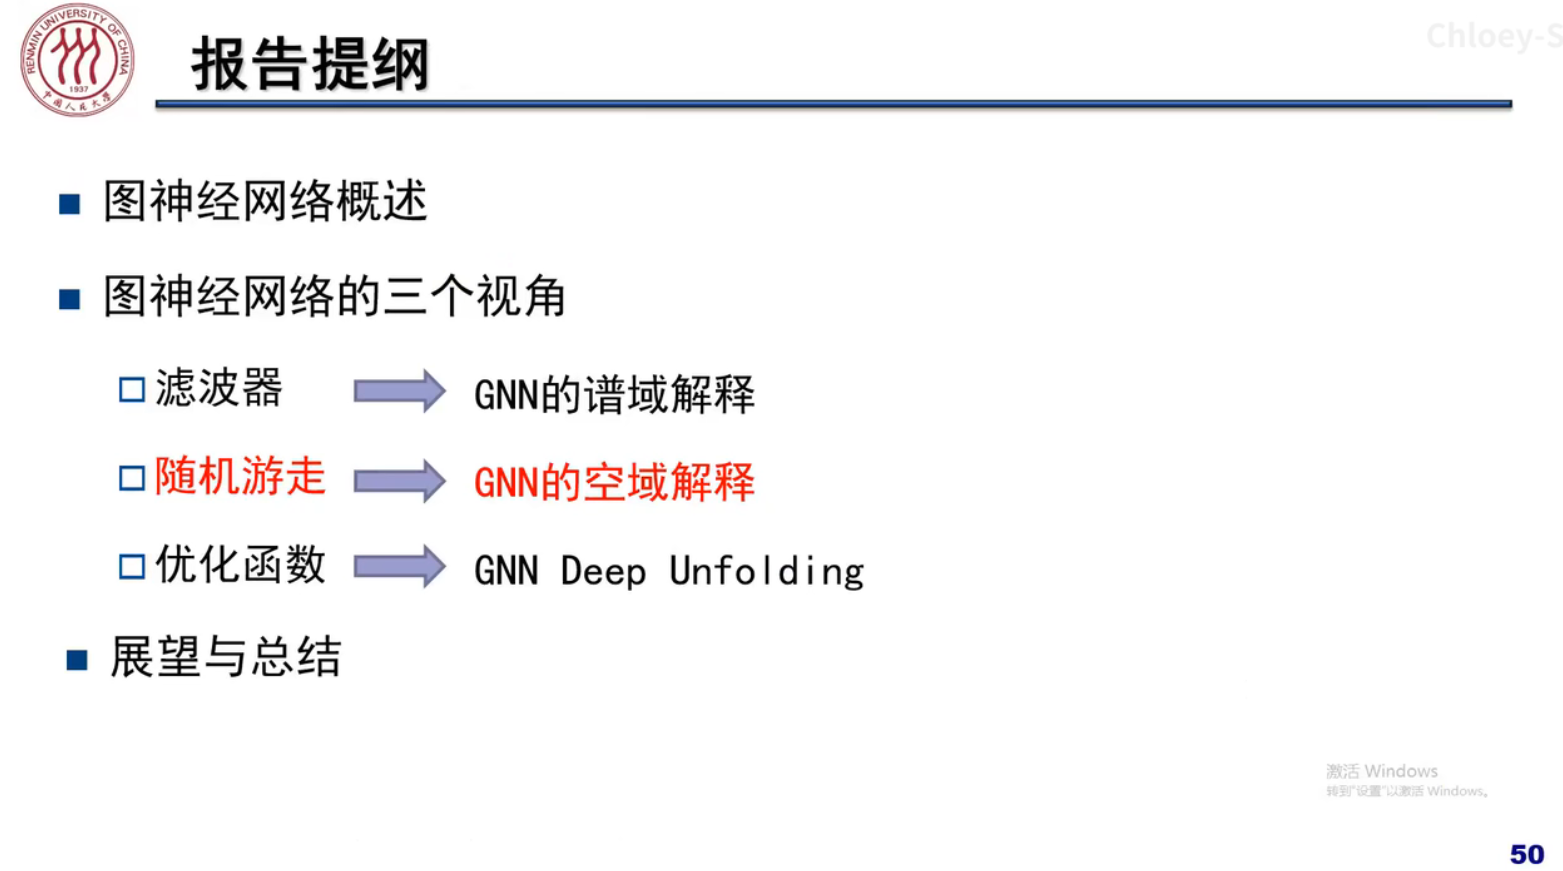 RENMIN UNIVERSITY OF CHINA
1937
中国人民大学
报告提纲
Chloey-S
图神经网络概述
图神经网络的三个视角
滤波器 GNN的谱域解释
随机游走 GNN的空域解释
优化函数 GNN Deep Unfolding
展望与总结
激活 Windows
转到"设置"以激活 Windows。
50